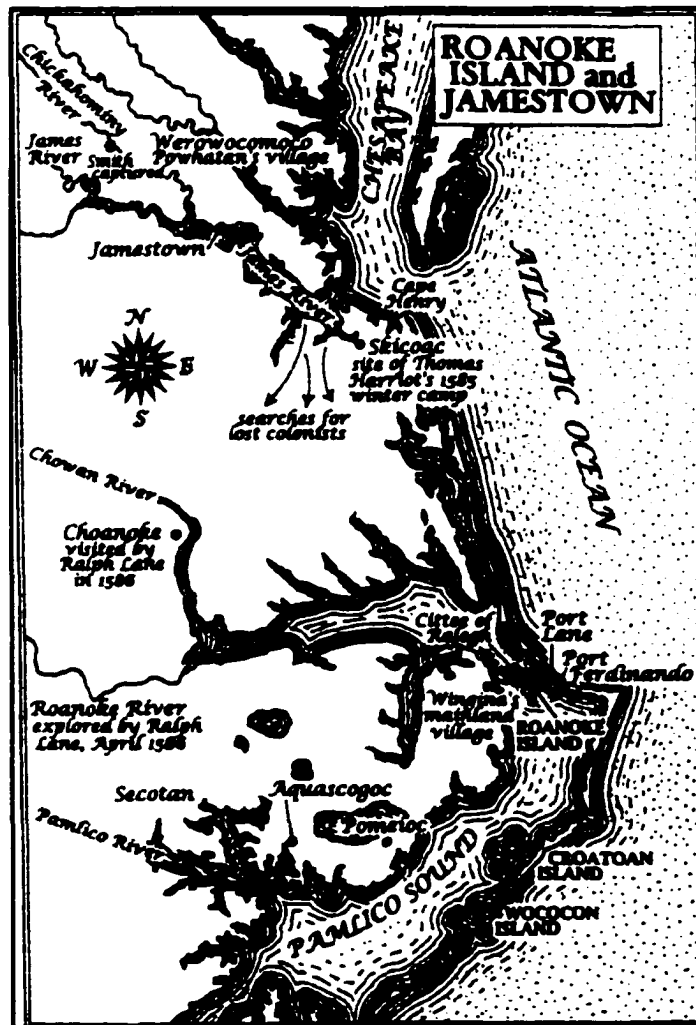 ROANOKE
ISLAND and
JAMESTOWN
CHESAPEAKE
BAY
Chickahominy
River
James
River
Smith
captured
Werowocomoco
Powhatan's village
Jamestown
James River
Cape
Henry
ATLANTIC OCEAN
N
W E
S
Skicoac
site of Thomas
Harriot's 1585
winter camp
searches for
lost colonists
Chowan River
Choanoke
visited by
Ralph Lane
in 1586
Cittee of
Ralegh
Port
Lane
Port
Ferdinando
Roanoke River
explored by Ralph
Lane, April 1586
Wingina's
mainland
village
ROANOKE
ISLAND
Secotan
Aquascogoc
Pomeioc
Pamlico River
PAMLICO SOUND
CROATOAN
ISLAND
WOCOCON
ISLAND